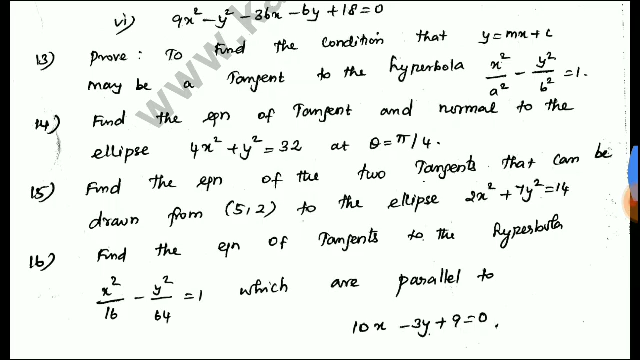 vi) 9x² - y² - 36x - 6y + 18 = 0
13) Prove : To find the condition that y = mx + c
may be a Tangent to the hyperbola x²/a² - y²/b² = 1.
14) Find the eqn of Tangent and normal to the
ellipse 4x² + y² = 32 at θ = π/4.
15) Find the eqn of the two Tangents that can be
drawn from (5,2) to the ellipse 2x² + 7y² = 14
16) Find the eqn of Tangents to the hyperbola
x²/16 - y²/64 = 1 which are parallel to
10x - 3y + 9 = 0.